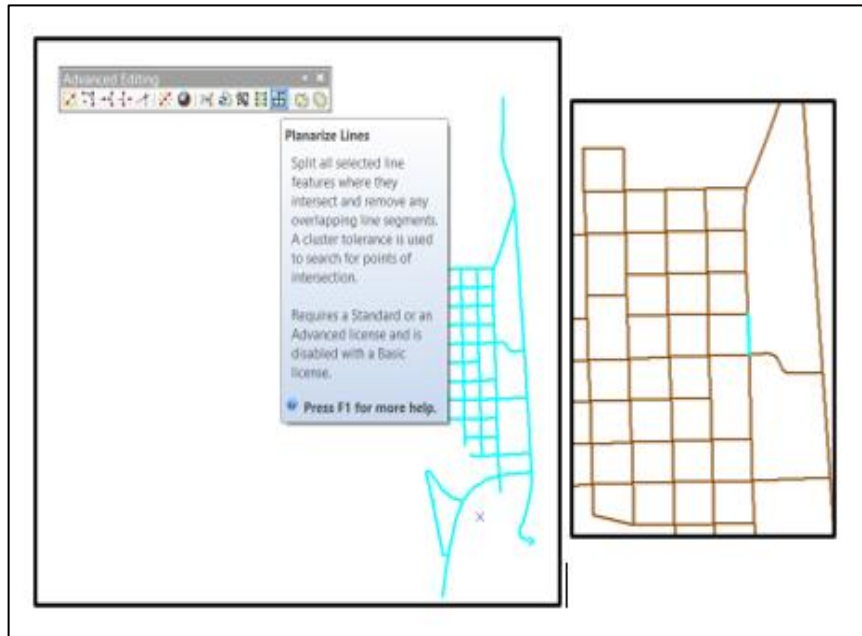 Advanced Editing
Planarize Lines
Split all selected line
features where they
intersect and remove any
overlapping line segments.
A cluster tolerance is used
to search for points of
intersection.
Requires a Standard or an
Advanced license and is
disabled with a Basic
license.
Press F1 for more help.